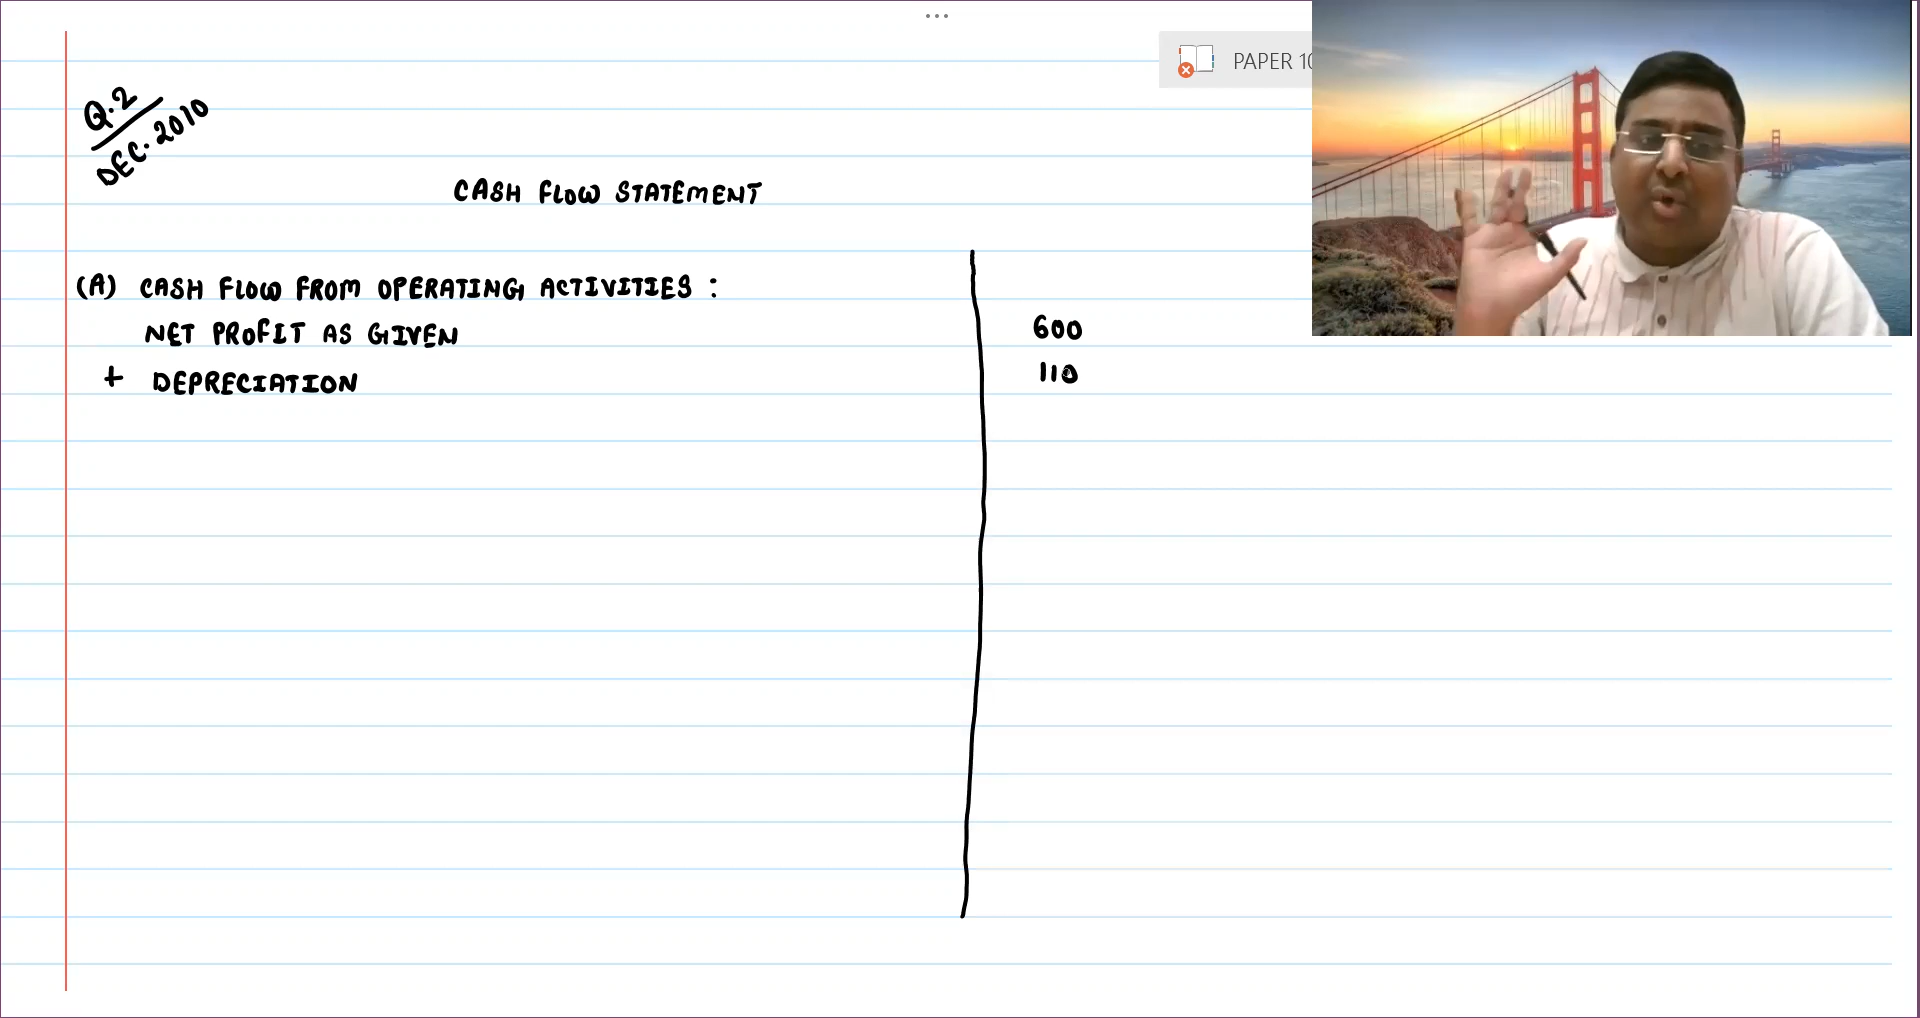 PAPER 10
Q.2
DEC. 2010
CASH FLOW STATEMENT
(A) CASH FLOW FROM OPERATING ACTIVITIES :
NET PROFIT AS GIVEN 600
+ DEPRECIATION 110